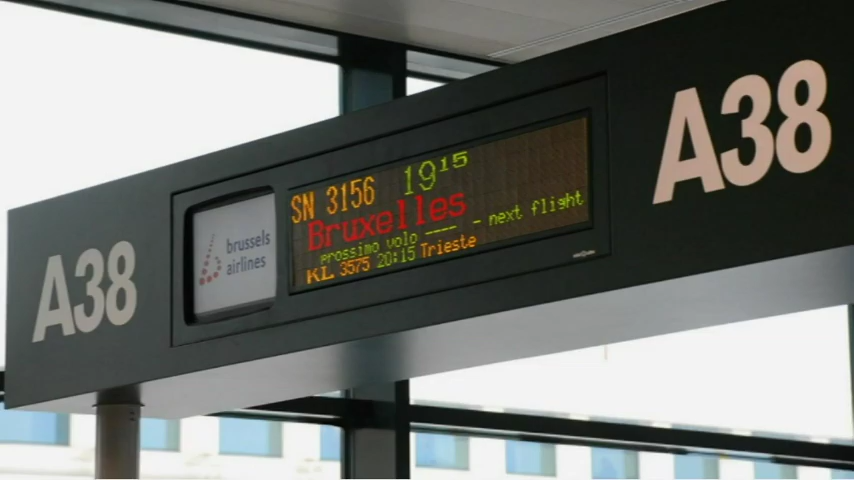 A38
brussels
airlines
SN 3156 19¹⁵
Bruxelles
prossimo volo ---- - next flight
KL 3575 20:15 Trieste
A38